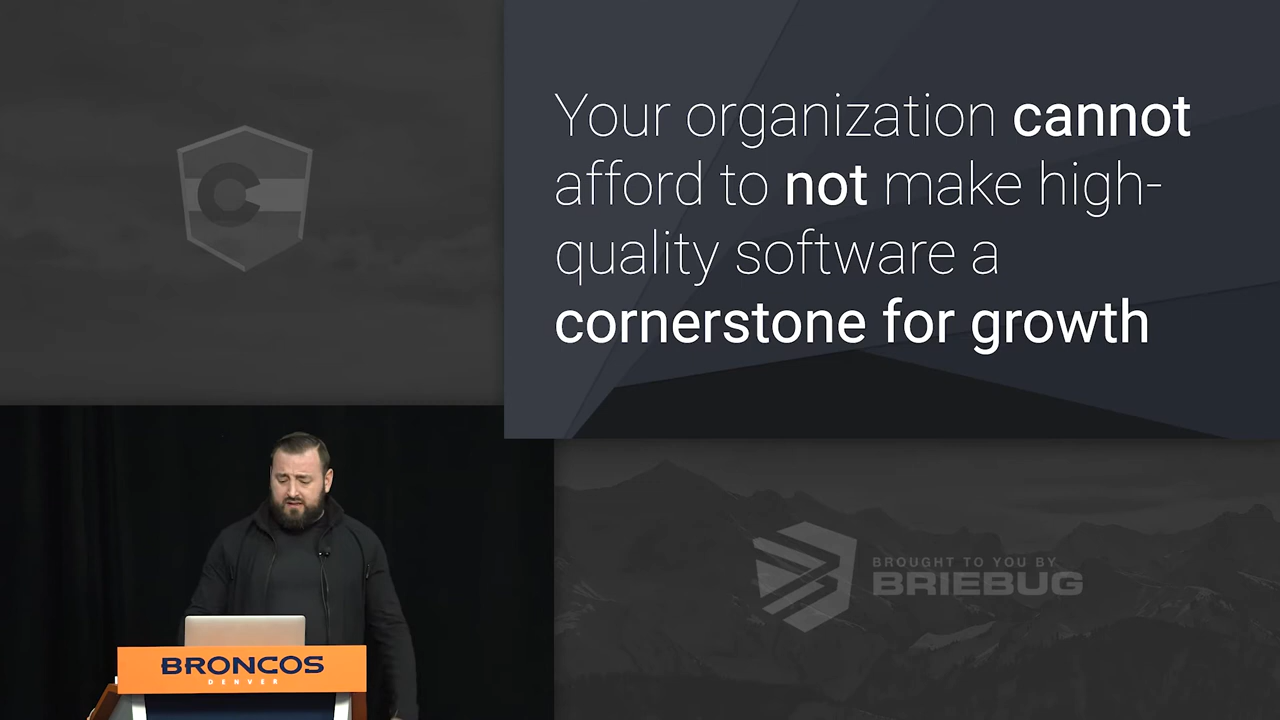 Your organization cannot
afford to not make high-
quality software a
cornerstone for growth
BROUGHT TO YOU BY
BRIEBUG
BRONCOS
DENVER